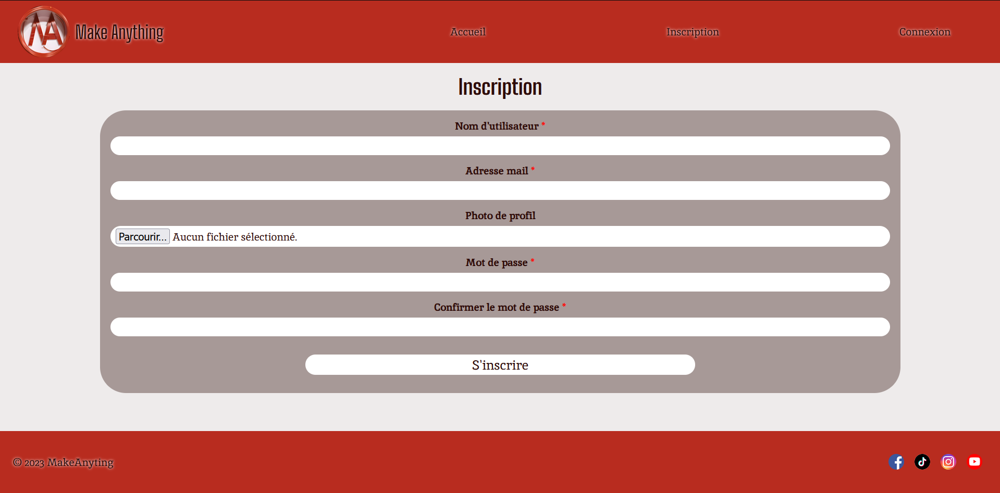 MA Make Anything Accueil Inscription Connexion
Inscription
Nom d'utilisateur *
Adresse mail *
Photo de profil
Parcourir... Aucun fichier sélectionné.
Mot de passe *
Confirmer le mot de passe *
S'inscrire
© 2023 MakeAnyting